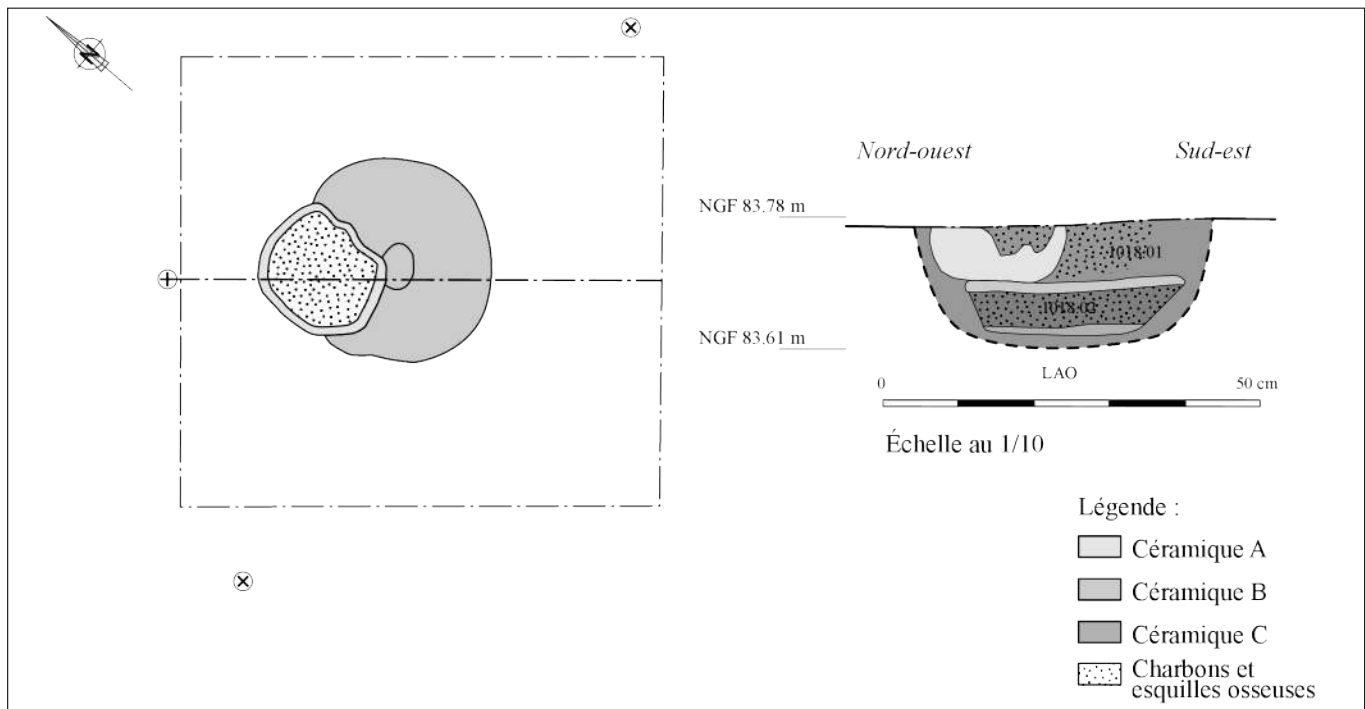 N
Nord-ouest Sud-est
NGF 83.78 m
1018-01
1018-02
NGF 83.61 m
LAO
0 50 cm
Échelle au 1/10
Légende :
Céramique A
Céramique B
Céramique C
Charbons et
esquilles osseuses